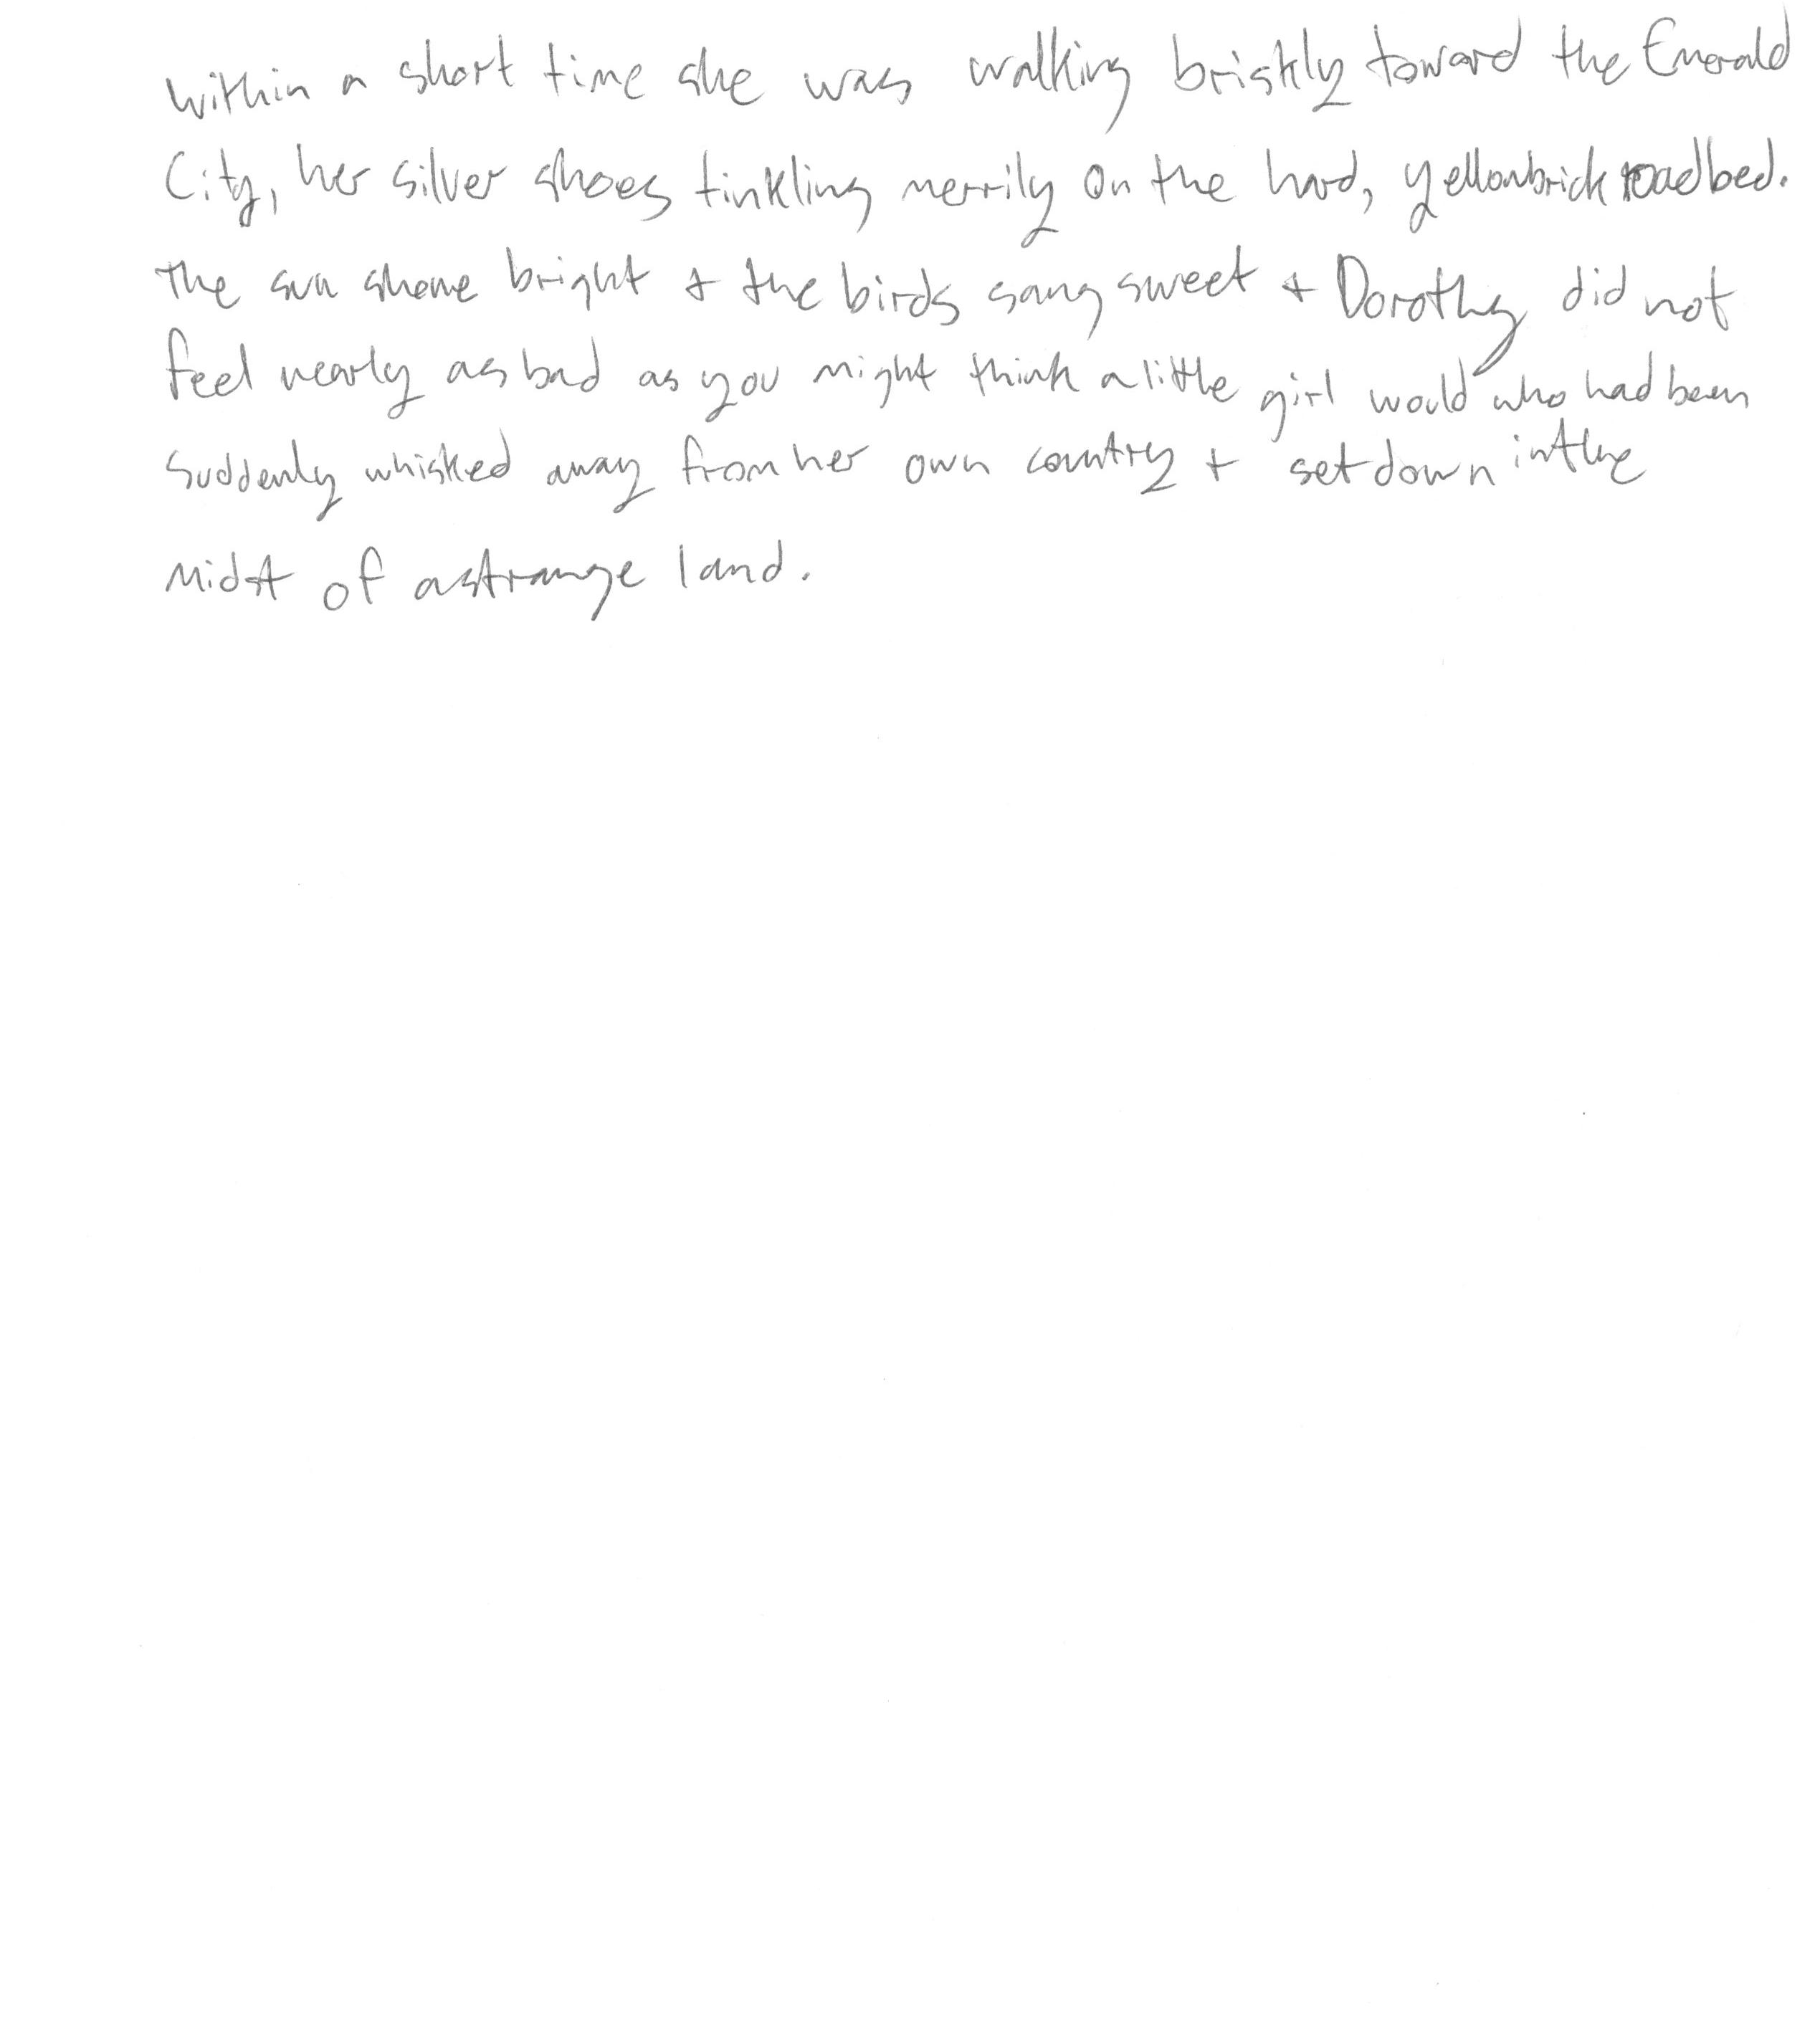 within a short time she was walking briskly toward the Emerald
City, her silver shoes tinkling merrily on the hard, yellowbrick roadbed.
The sun shone bright + the birds sang sweet + Dorothy did not
feel nearly as bad as you might think a little girl would who had been
suddenly whisked away from her own country + set down in the
midst of a strange land.